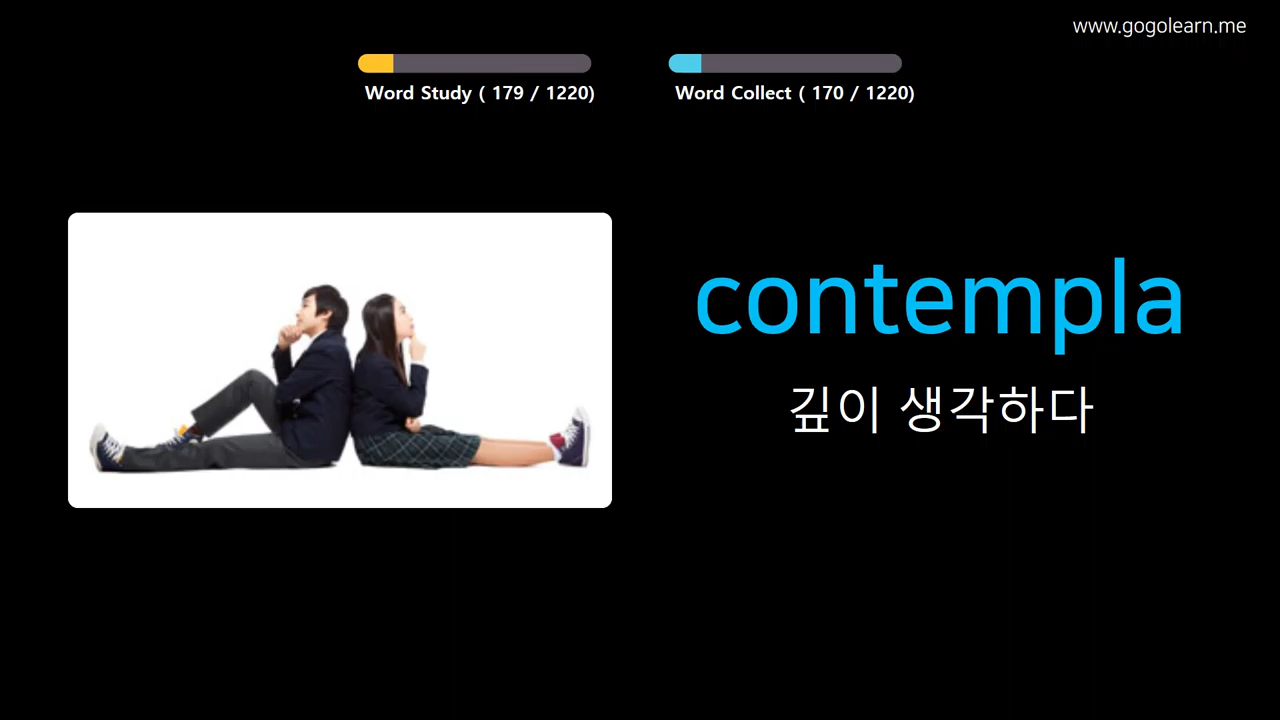 www.gogolearn.me
Word Study ( 179 / 1220)
Word Collect ( 170 / 1220)
contempla
깊이 생각하다